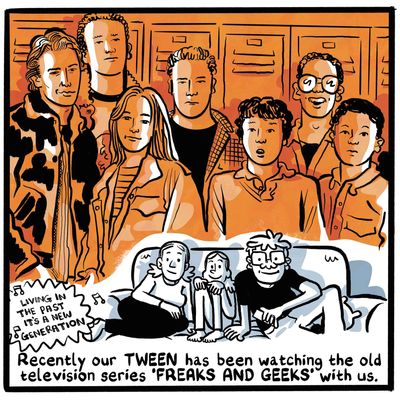 LIVING IN
THE PAST
IT'S A NEW
GENERATION
Recently our TWEEN has been watching the old
television series 'FREAKS AND GEEKS' with us.